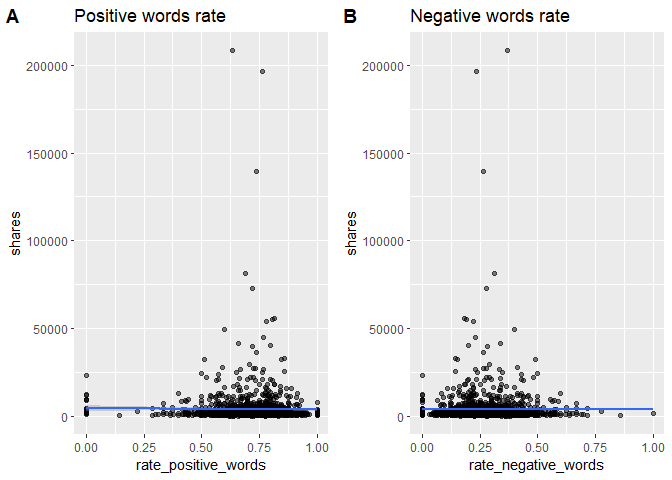 A Positive words rate
200000
150000
100000
50000
0
shares
0.00 0.25 0.50 0.75 1.00
rate_positive_words
B Negative words rate
200000
150000
100000
50000
0
shares
0.00 0.25 0.50 0.75 1.00
rate_negative_words